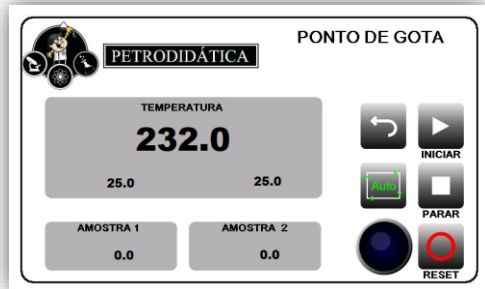 PONTO DE GOTA
PETRODIDÁTICA
TEMPERATURA
232.0
25.0 25.0
INICIAR
Auto
PARAR
AMOSTRA 1 AMOSTRA 2
0.0 0.0
RESET